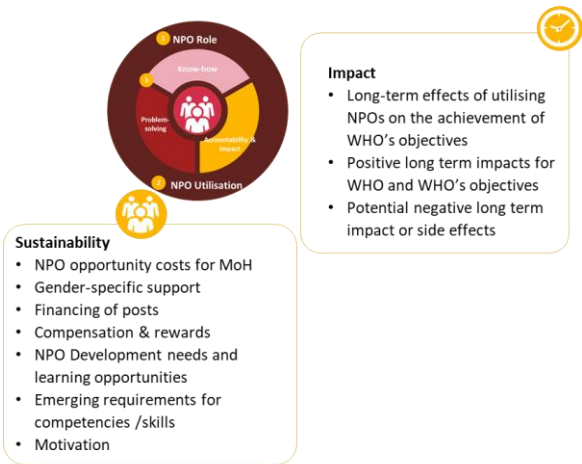 1 NPO Role
Know-how
3
Problem-
solving
Accountability &
Impact
2 NPO Utilisation
Impact
• Long-term effects of utilising
NPOs on the achievement of
WHO's objectives
• Positive long term impacts for
WHO and WHO's objectives
• Potential negative long term
impact or side effects
Sustainability
• NPO opportunity costs for MoH
• Gender-specific support
• Financing of posts
• Compensation & rewards
• NPO Development needs and
learning opportunities
• Emerging requirements for
competencies /skills
• Motivation